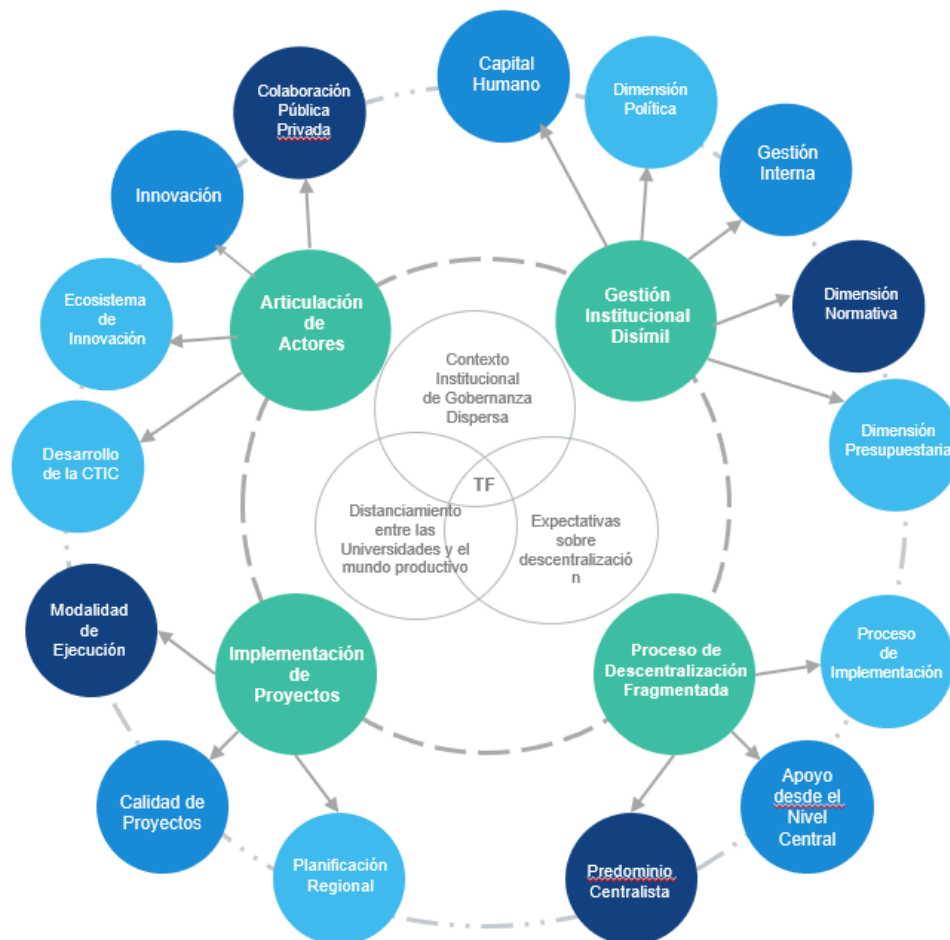 Capital
Humano
Dimensión
Política
Colaboración
Pública
Privada
Gestión
Interna
Innovación
Ecosistema
de
Innovación
Articulación
de
Actores
Gestión
Institucional
Disímil
Dimensión
Normativa
Contexto
Institucional
de Gobernanza
Dispersa
Desarrollo
de la CTIC
Dimensión
Presupuestaria
TF
Distanciamiento
entre las
Universidades y el
mundo productivo
Expectativas
sobre
descentralizació
n
Modalidad
de
Ejecución
Implementación
de
Proyectos
Proceso de
Descentralización
Fragmentada
Proceso
de
Implementación
Calidad de
Proyectos
Apoyo
desde el
Nivel
Central
Planificación
Regional
Predominio
Centralista